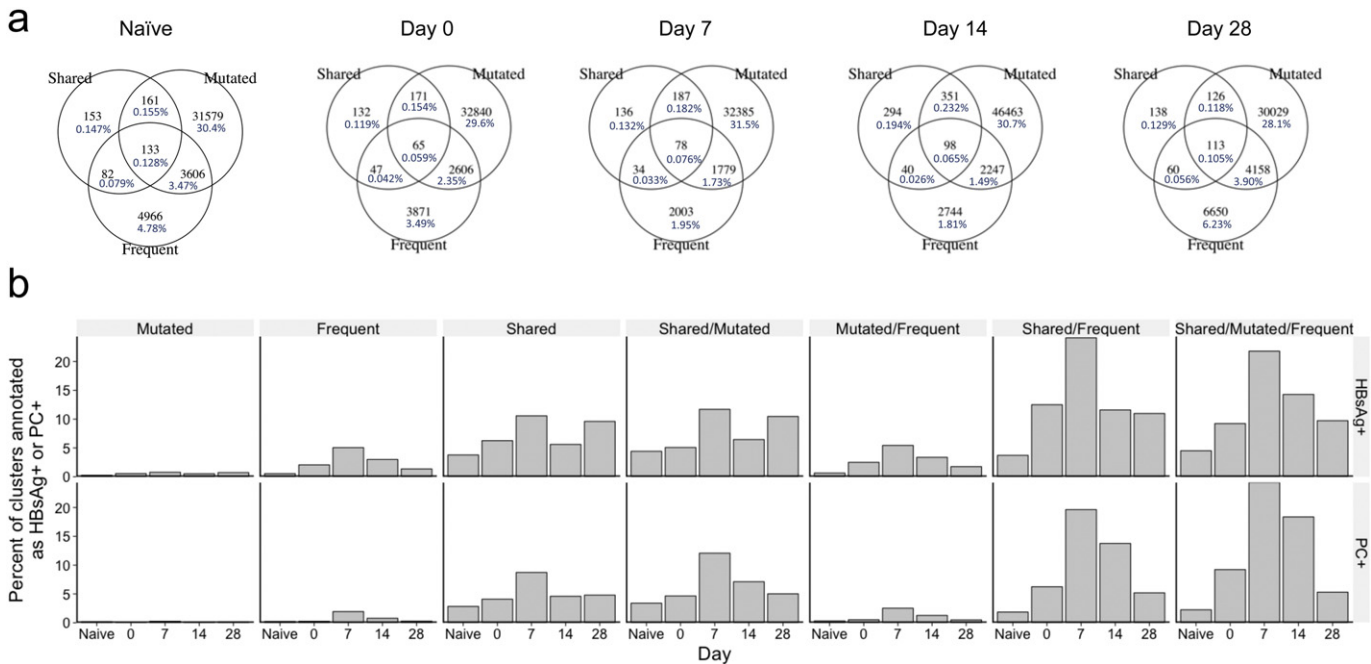 a
Naïve
Day 0
Day 7
Day 14
Day 28
Shared
Mutated
153
0.147%
161
0.155%
31579
30.4%
133
0.128%
82
0.079%
3606
3.47%
4966
4.78%
Frequent
Shared
Mutated
132
0.119%
171
0.154%
32840
29.6%
65
0.059%
47
0.042%
2606
2.35%
3871
3.49%
Frequent
Shared
Mutated
136
0.132%
187
0.182%
32385
31.5%
78
0.076%
34
0.033%
1779
1.73%
2003
1.95%
Frequent
Shared
Mutated
294
0.194%
351
0.232%
46463
30.7%
98
0.065%
40
0.026%
2247
1.49%
2744
1.81%
Frequent
Shared
Mutated
138
0.129%
126
0.118%
30029
28.1%
113
0.105%
60
0.056%
4158
3.90%
6650
6.23%
Frequent
b
Percent of clusters annotated
as HBsAg+ or PC+
Mutated
Frequent
Shared
Shared/Mutated
Mutated/Frequent
Shared/Frequent
Shared/Mutated/Frequent
20
15
10
5
0
HBsAg+
20
15
10
5
0
PC+
Naive 0 7 14 28
Naive 0 7 14 28
Naive 0 7 14 28
Naive 0 7 14 28
Naive 0 7 14 28
Naive 0 7 14 28
Naive 0 7 14 28
Day